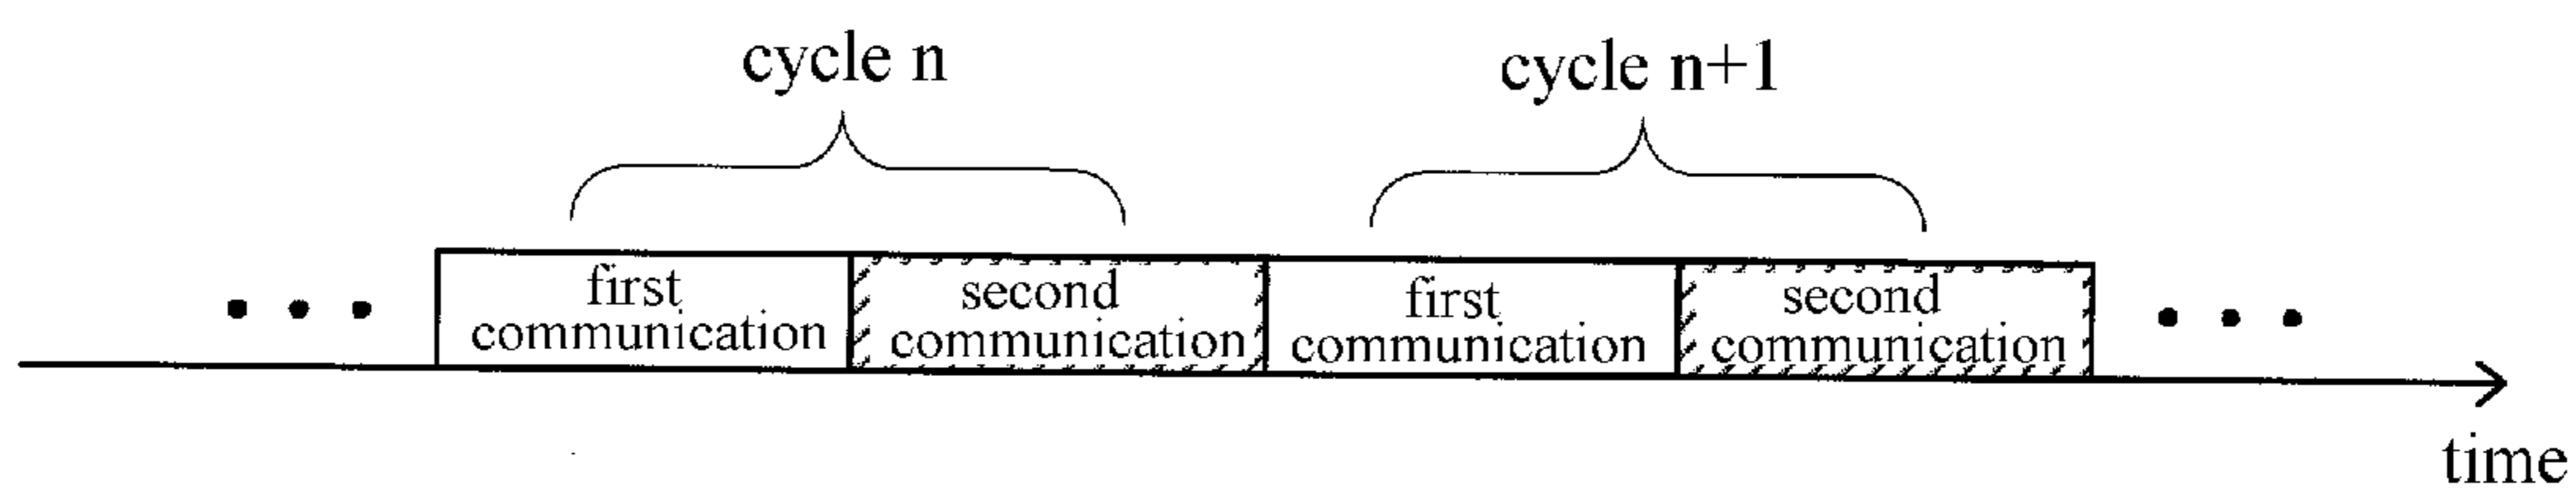 cycle n
cycle n+1
first
communication
second
communication
first
communication
second
communication
time